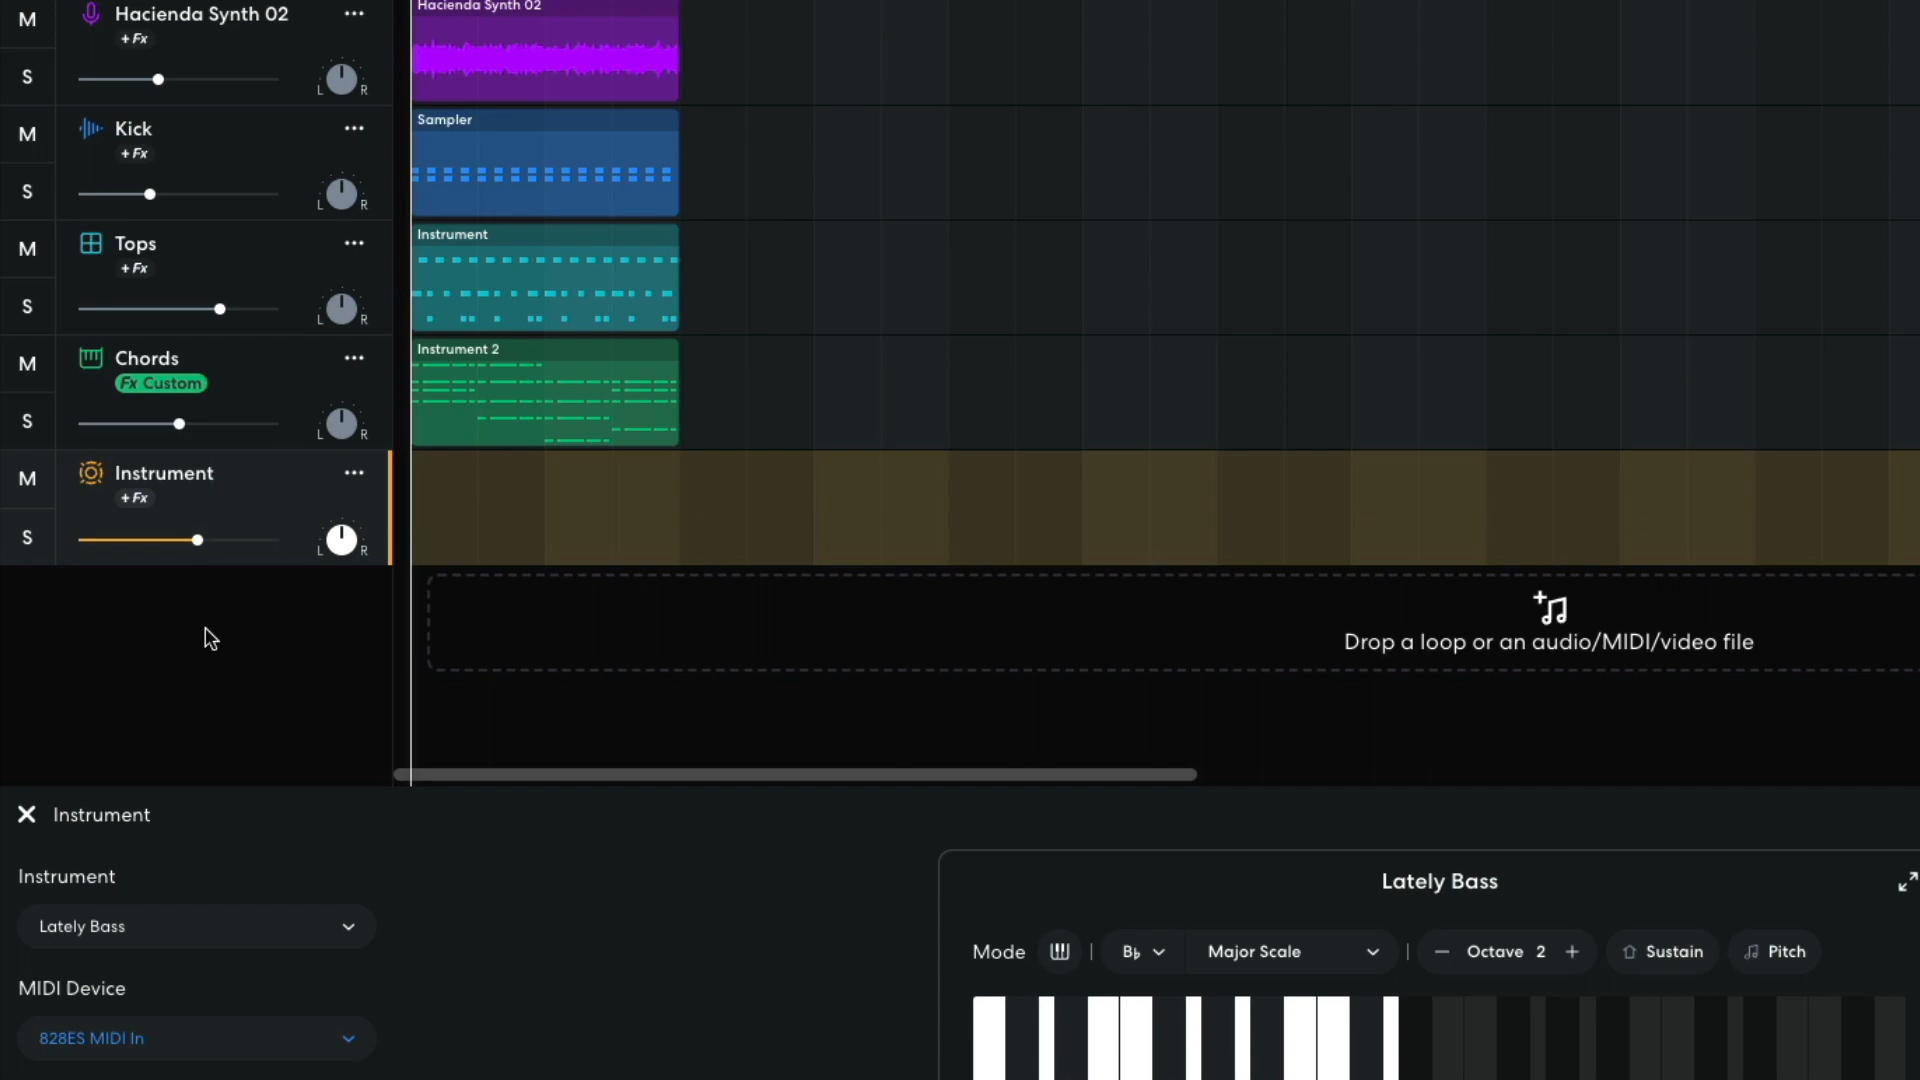 M
Hacienda Synth 02
+ Fx
S
L R
Hacienda Synth 02
M
Kick
+ Fx
S
L R
Sampler
M
Tops
+ Fx
S
L R
Instrument
M
Chords
Fx Custom
S
L R
Instrument 2
M
Instrument
+ Fx
S
L R
Drop a loop or an audio/MIDI/video file
Instrument
Instrument
Lately Bass
MIDI Device
828ES MIDI In
Lately Bass
Mode
B♭
Major Scale
Octave 2
Sustain
Pitch